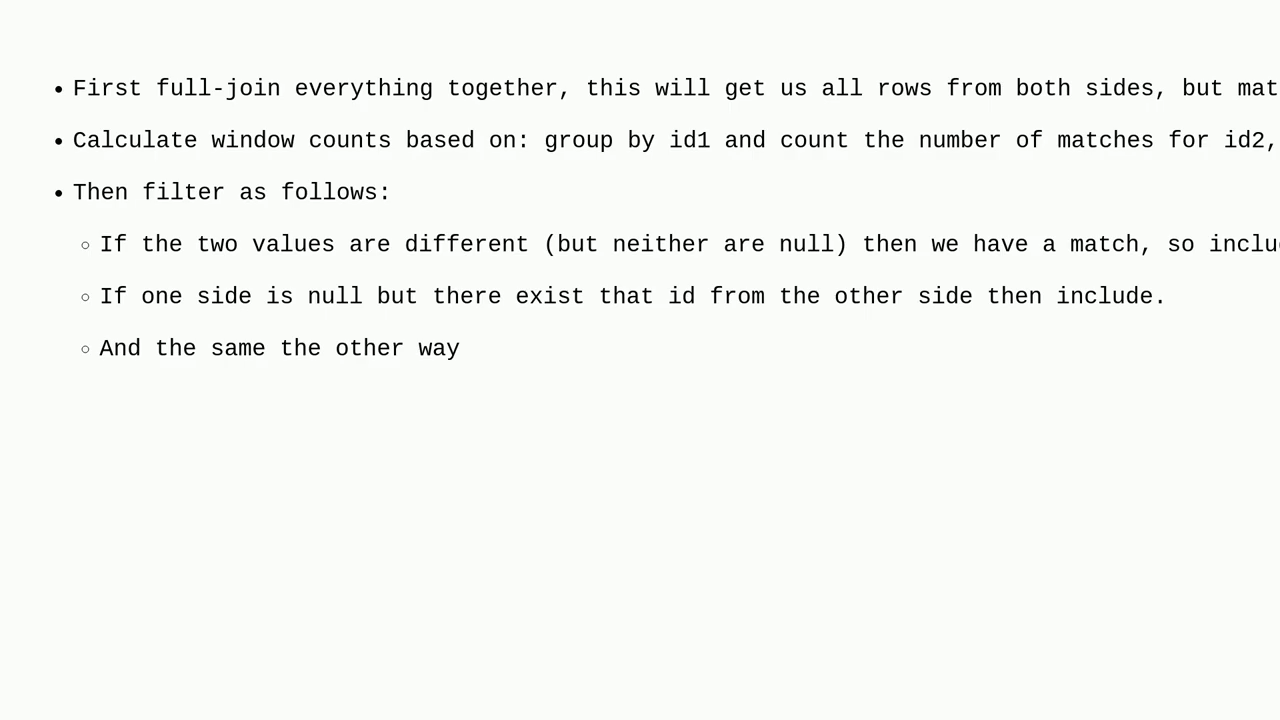 First full-join everything together, this will get us all rows from both sides, but
Calculate window counts based on: group by id1 and count the number of matches for id2,
Then filter as follows:
If the two values are different (but neither are null) then we have a match, so
If one side is null but there exist that id from the other side then include.
And the same the other way